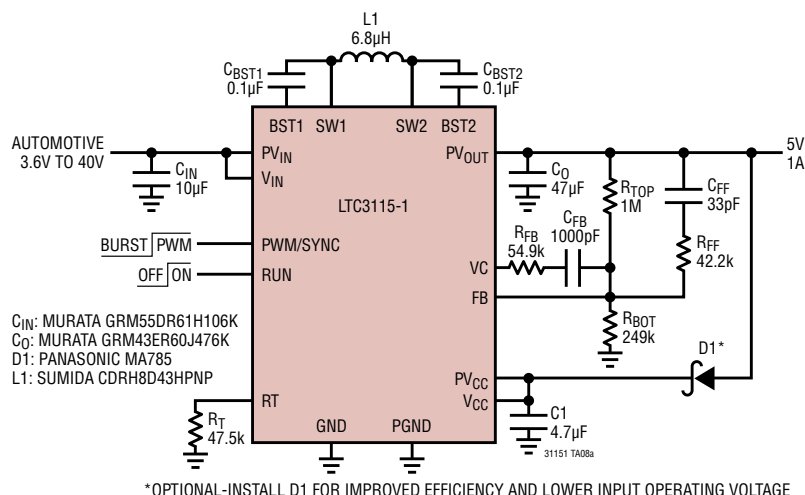 L1
6.8µH
CBST1
0.1µF
CBST2
0.1µF
BST1 SW1 SW2 BST2
AUTOMOTIVE
3.6V TO 40V
CIN
10µF
PVIN
VIN
PVOUT
5V
1A
CO
47µF
RTOP
1M
CFF
33pF
LTC3115-1
RFB
54.9k
CFB
1000pF
RFF
42.2k
BURST PWM
PWM/SYNC
OFF ON
RUN
VC
FB
RBOT
249k
D1*
CIN: MURATA GRM55DR61H106K
CO: MURATA GRM43ER60J476K
D1: PANASONIC MA785
L1: SUMIDA CDRH8D43HPNP
PVCC
VCC
RT
RT
47.5k
GND PGND
C1
4.7µF
31151 TA08a
*OPTIONAL-INSTALL D1 FOR IMPROVED EFFICIENCY AND LOWER INPUT OPERATING VOLTAGE